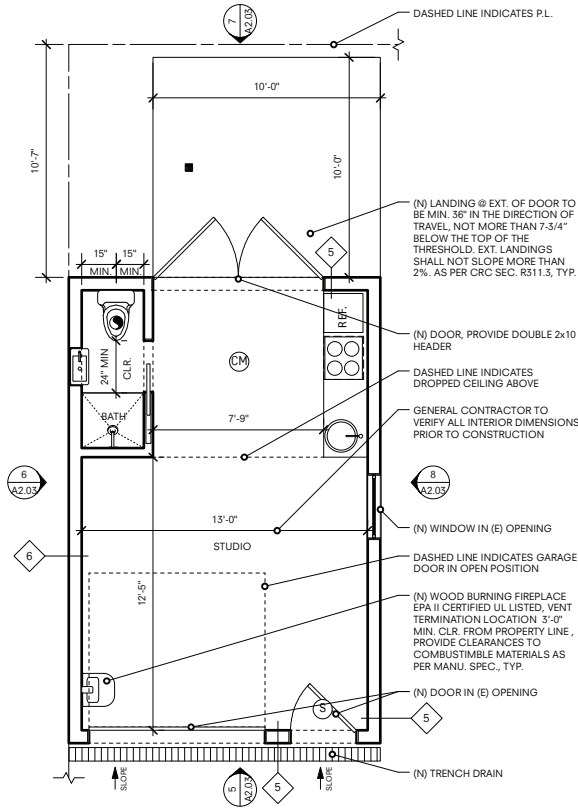 DASHED LINE INDICATES P.L.
7
A2.03
10'-0"
10'-7"
10'-0"
(N) LANDING @ EXT. OF DOOR TO
BE MIN. 36" IN THE DIRECTION OF
TRAVEL, NOT MORE THAN 7-3/4"
BELOW THE TOP OF THE
THRESHOLD. EXT. LANDINGS
SHALL NOT SLOPE MORE THAN
2%. AS PER CRC SEC. R311.3, TYP.
5
15" 15"
MIN. MIN.
REF.
(N) DOOR, PROVIDE DOUBLE 2x10
HEADER
24" MIN
CLR.
CM
DASHED LINE INDICATES
DROPPED CEILING ABOVE
BATH
7'-9"
GENERAL CONTRACTOR TO
VERIFY ALL INTERIOR DIMENSIONS
PRIOR TO CONSTRUCTION
6
A2.03
8
A2.03
13'-0"
STUDIO
(N) WINDOW IN (E) OPENING
6
12'-5"
DASHED LINE INDICATES GARAGE
DOOR IN OPEN POSITION
(N) WOOD BURNING FIREPLACE
EPA II CERTIFIED UL LISTED, VENT
TERMINATION LOCATION 3'-0"
MIN. CLR. FROM PROPERTY LINE ,
PROVIDE CLEARANCES TO
COMBUSTIBLE MATERIALS AS
PER MANU. SPEC., TYP.
(N) DOOR IN (E) OPENING
S
5
(N) TRENCH DRAIN
SLOPE
5
A2.03
5
SLOPE